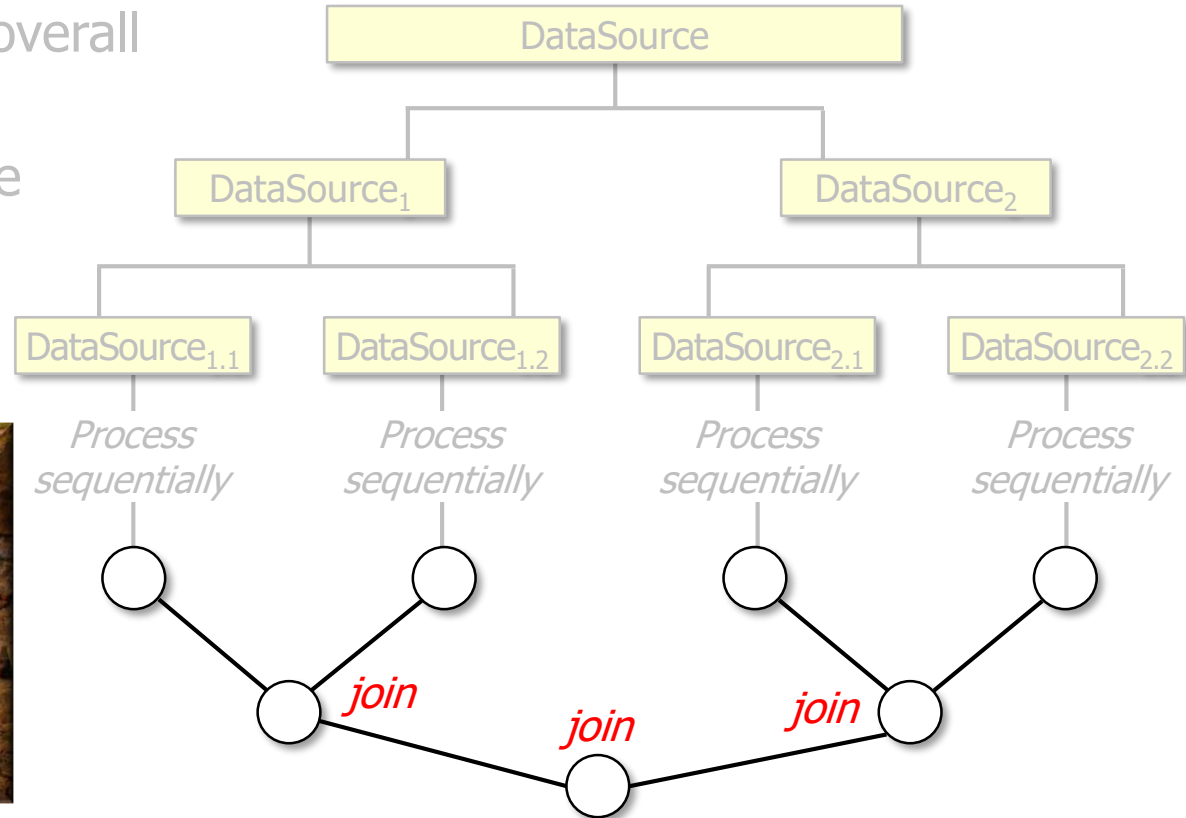 overall
DataSource
e
DataSource1
DataSource2
DataSource1.1
DataSource1.2
DataSource2.1
DataSource2.2
Process
sequentially
Process
sequentially
Process
sequentially
Process
sequentially
join
join
join